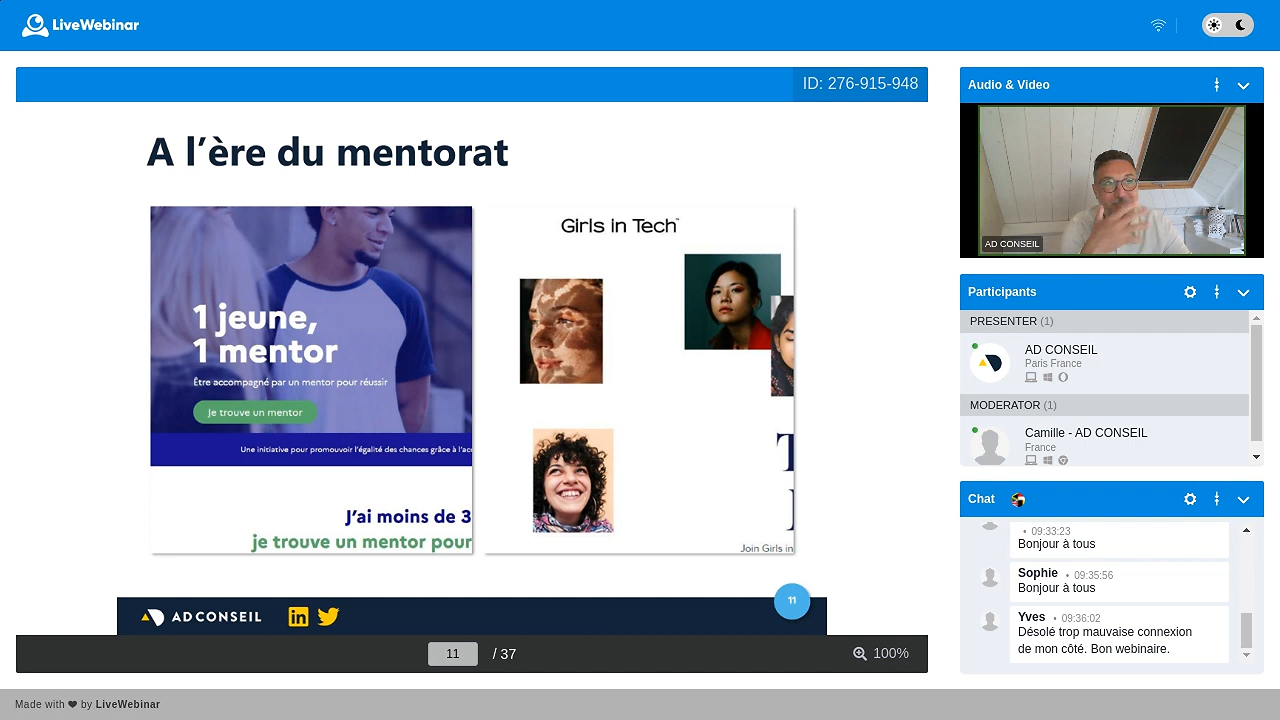 LiveWebinar
ID: 276-915-948
A l'ère du mentorat
1 jeune,
1 mentor
Être accompagné par un mentor pour réussir
Je trouve un mentor
Une initiative pour promouvoir l'égalité des chances grâce à l'acc
J'ai moins de 3
je trouve un mentor pour
Girls in Tech™
T
Join Girls in
AD CONSEIL
11
11 / 37
100%
Audio & Video
AD CONSEIL
Participants
PRESENTER (1)
AD CONSEIL
Paris France
MODERATOR (1)
Camille - AD CONSEIL
France
Chat
• 09:33:23
Bonjour à tous
Sophie • 09:35:56
Bonjour à tous
Yves • 09:36:02
Désolé trop mauvaise connexion
de mon côté. Bon webinaire.
Made with ❤ by LiveWebinar